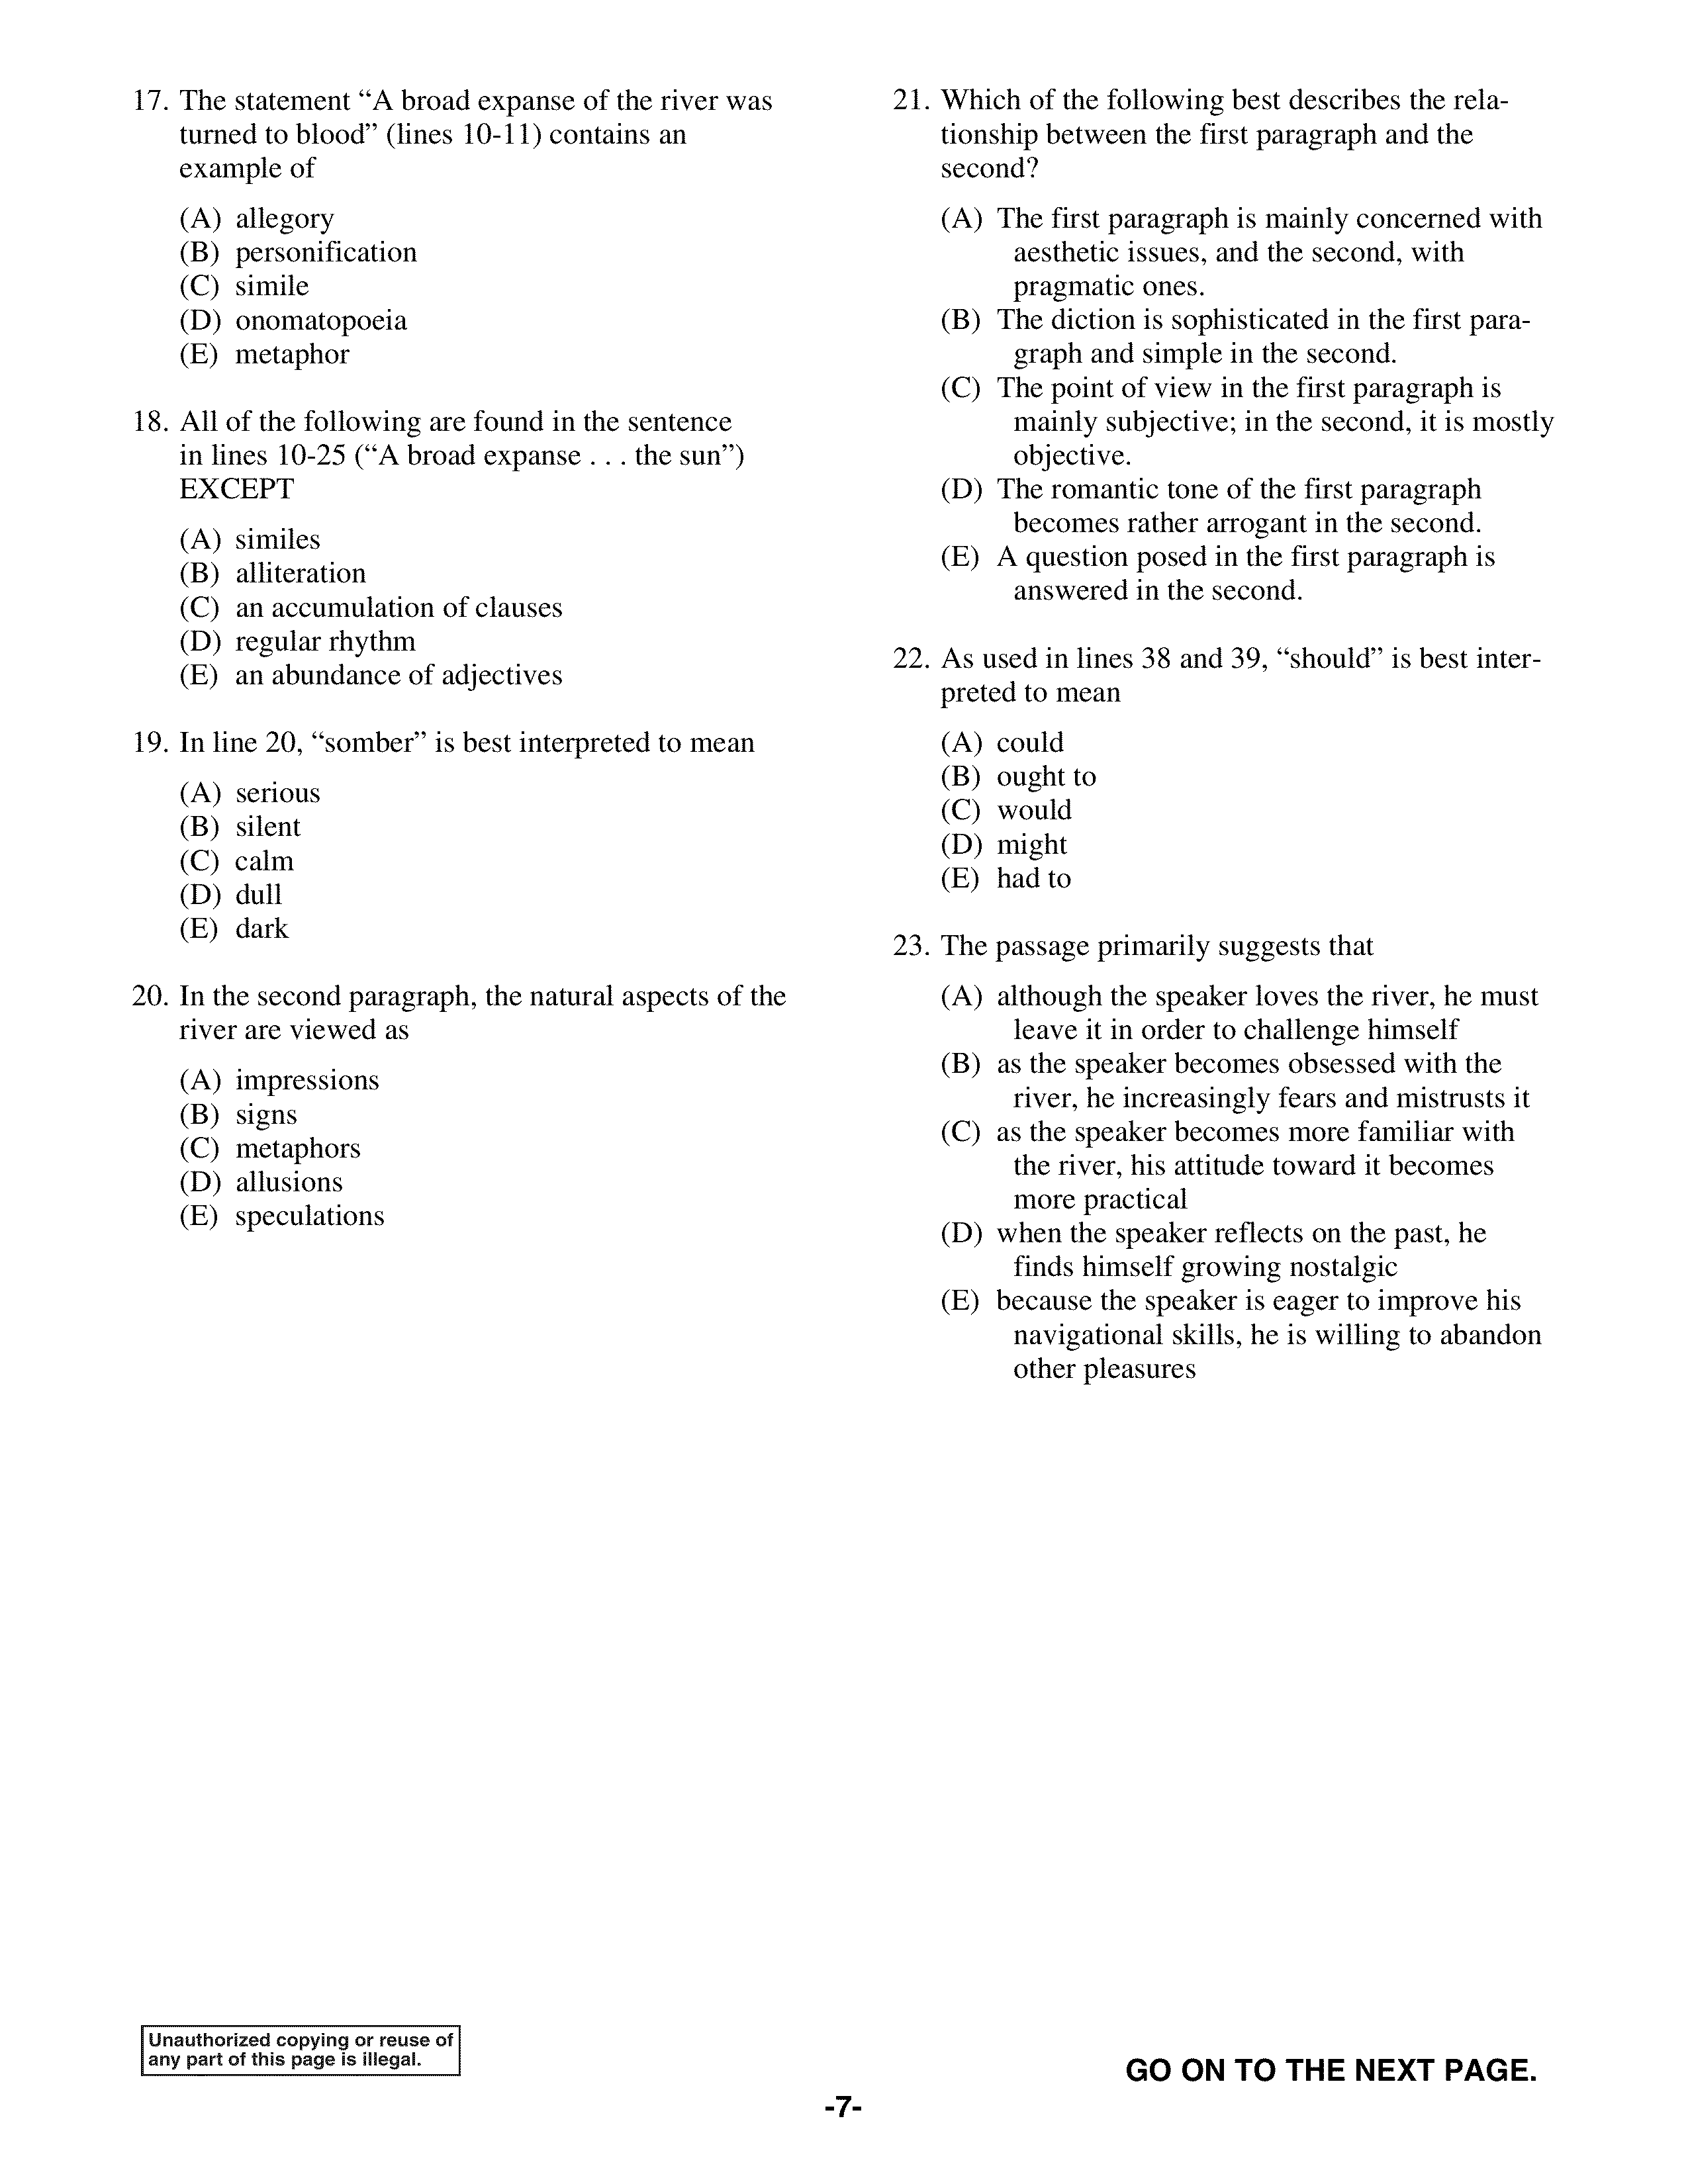 17. The statement “A broad expanse of the river was
turned to blood” (lines 10-11) contains an
example of
(A) allegory
(B) personification
(C) simile
(D) onomatopoeia
(E) metaphor
18. All of the following are found in the sentence
in lines 10-25 (“A broad expanse . . . the sun”)
EXCEPT
(A) similes
(B) alliteration
(C) an accumulation of clauses
(D) regular rhythm
(E) an abundance of adjectives
19. In line 20, “somber” is best interpreted to mean
(A) serious
(B) silent
(C) calm
(D) dull
(E) dark
20. In the second paragraph, the natural aspects of the
river are viewed as
(A) impressions
(B) signs
(C) metaphors
(D) allusions
(E) speculations
21. Which of the following best describes the rela-
tionship between the first paragraph and the
second?
(A) The first paragraph is mainly concerned with
aesthetic issues, and the second, with
pragmatic ones.
(B) The diction is sophisticated in the first para-
graph and simple in the second.
(C) The point of view in the first paragraph is
mainly subjective; in the second, it is mostly
objective.
(D) The romantic tone of the first paragraph
becomes rather arrogant in the second.
(E) A question posed in the first paragraph is
answered in the second.
22. As used in lines 38 and 39, “should” is best inter-
preted to mean
(A) could
(B) ought to
(C) would
(D) might
(E) had to
23. The passage primarily suggests that
(A) although the speaker loves the river, he must
leave it in order to challenge himself
(B) as the speaker becomes obsessed with the
river, he increasingly fears and mistrusts it
(C) as the speaker becomes more familiar with
the river, his attitude toward it becomes
more practical
(D) when the speaker reflects on the past, he
finds himself growing nostalgic
(E) because the speaker is eager to improve his
navigational skills, he is willing to abandon
other pleasures
Unauthorized copying or reuse of
any part of this page is illegal.
GO ON TO THE NEXT PAGE.
-7-